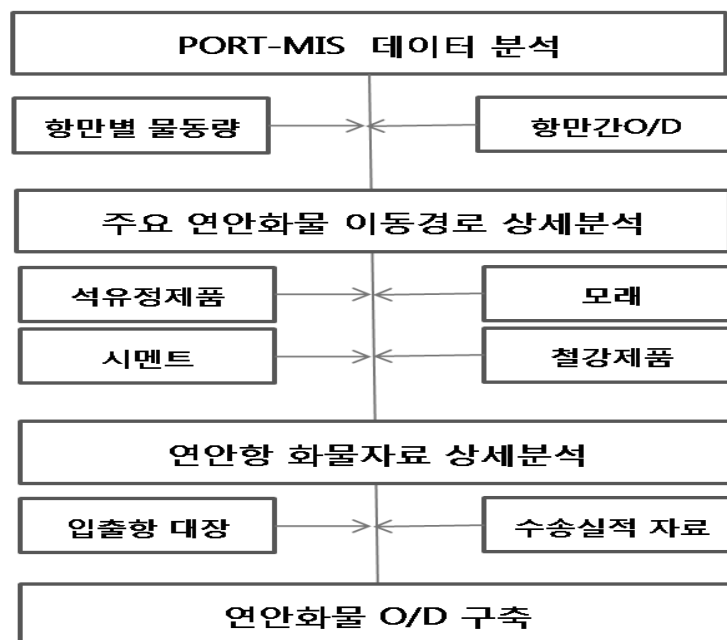 PORT-MIS 데이터 분석
항만별 물동량
항만간O/D
주요 연안화물 이동경로 상세분석
석유정제품
모래
시멘트
철강제품
연안항 화물자료 상세분석
입출항 대장
수송실적 자료
연안화물 O/D 구축